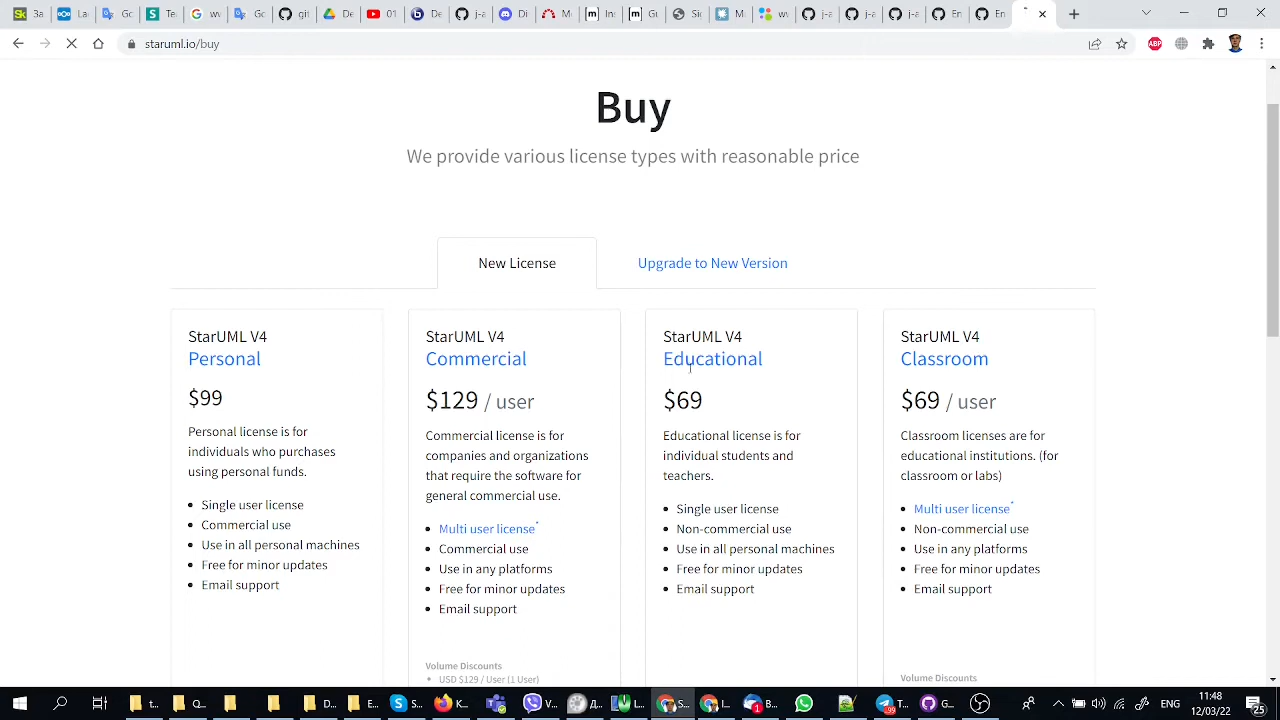 staruml.io/buy
Buy
We provide various license types with reasonable price
New License
Upgrade to New Version
StarUML V4
Personal
$99
Personal license is for
individuals who purchases
using personal funds.
Single user license
Commercial use
Use in all personal machines
Free for minor updates
Email support
StarUML V4
Commercial
$129 / user
Commercial license is for
companies and organizations
that require the software for
general commercial use.
Multi user license*
Commercial use
Use in any platforms
Free for minor updates
Email support
Volume Discounts
USD $129 / User (1 User)
StarUML V4
Educational
$69
Educational license is for
individual students and
teachers.
Single user license
Non-commercial use
Use in all personal machines
Free for minor updates
Email support
StarUML V4
Classroom
$69 / user
Classroom licenses are for
educational institutions. (for
classroom or labs)
Multi user license*
Non-commercial use
Use in any platforms
Free for minor updates
Email support
Volume Discounts
ENG
11:48
12/03/22